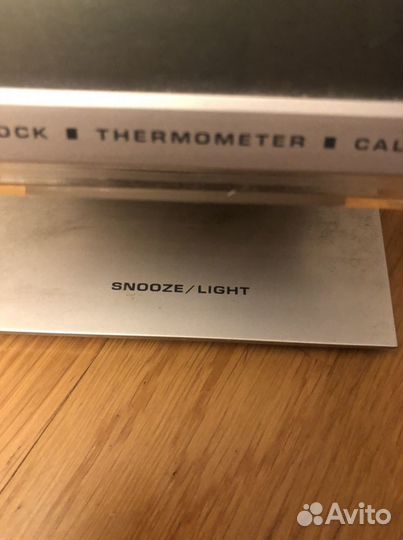 OCK ■ THERMOMETER ■ CAL
SNOOZE/LIGHT
Avito